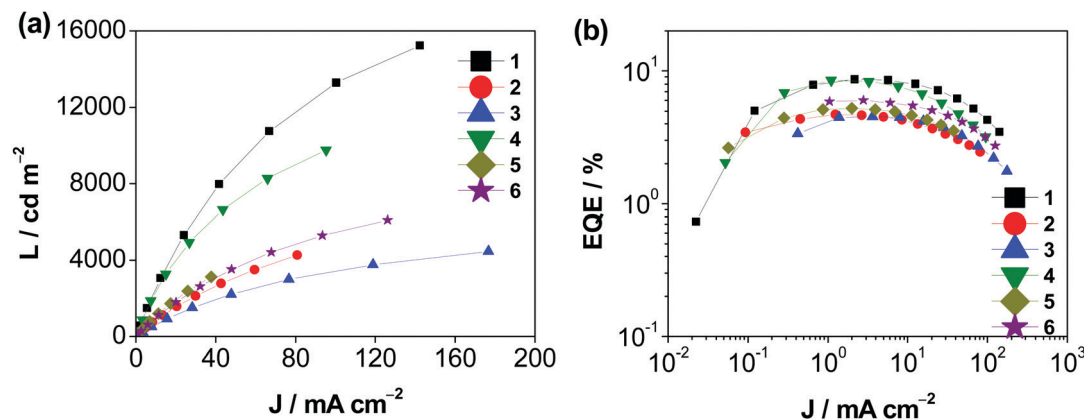 (a)
16000
12000
8000
4000
0
L / cd m⁻²
0 40 80 120 160 200
J / mA cm⁻²
1
2
3
4
5
6
(b)
10¹
10⁰
10⁻¹
EQE / %
10⁻² 10⁻¹ 10⁰ 10¹ 10² 10³
J / mA cm⁻²
1
2
3
4
5
6